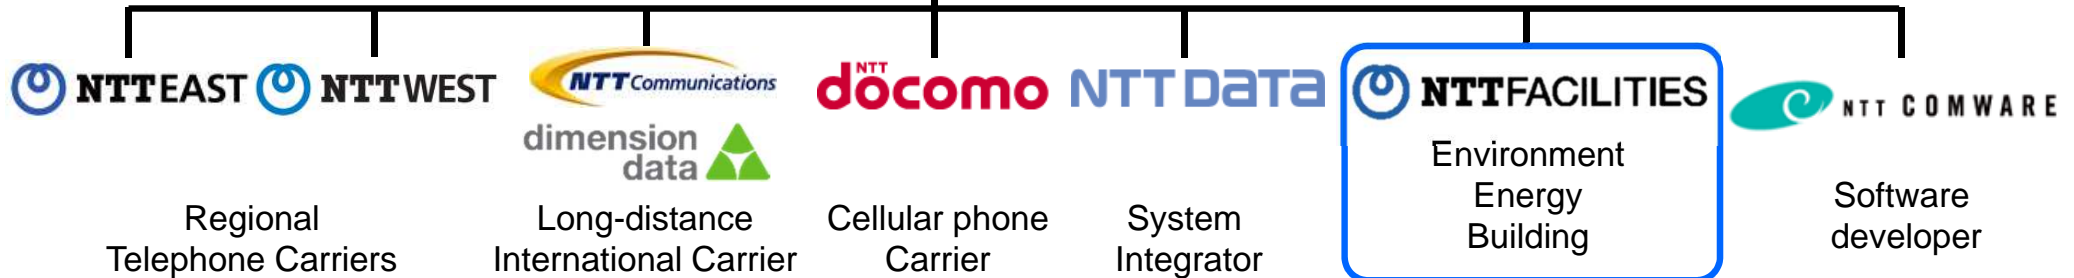 NTT EAST
NTT WEST
NTT Communications
dimension
data
NTT
docomo
NTT DATA
NTT FACILITIES
NTT COMWARE
Regional
Telephone Carriers
Long-distance
International Carrier
Cellular phone
Carrier
System
Integrator
Environment
Energy
Building
Software
developer